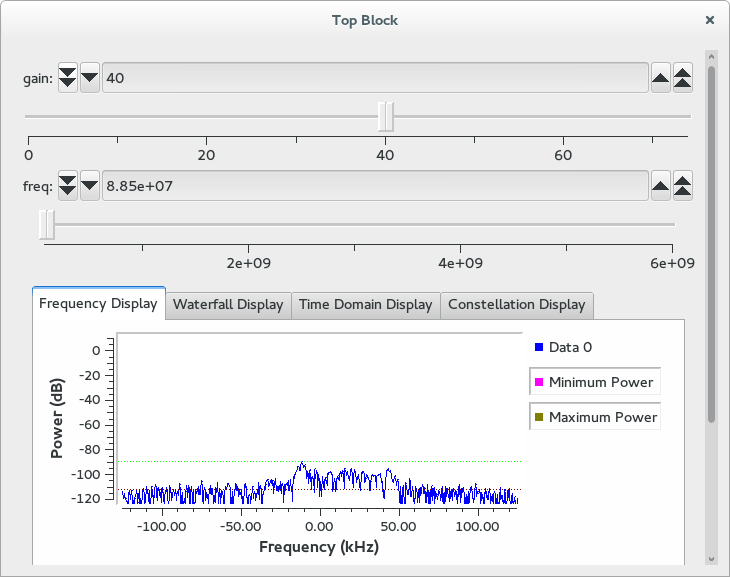 Top Block
gain: 40
0 20 40 60
freq: 8.85e+07
2e+09 4e+09 6e+09
Frequency Display Waterfall Display Time Domain Display Constellation Display
Power (dB)
0
-20
-40
-60
-80
-100
-120
-100.00 -50.00 0.00 50.00 100.00
Frequency (kHz)
Data 0
Minimum Power
Maximum Power